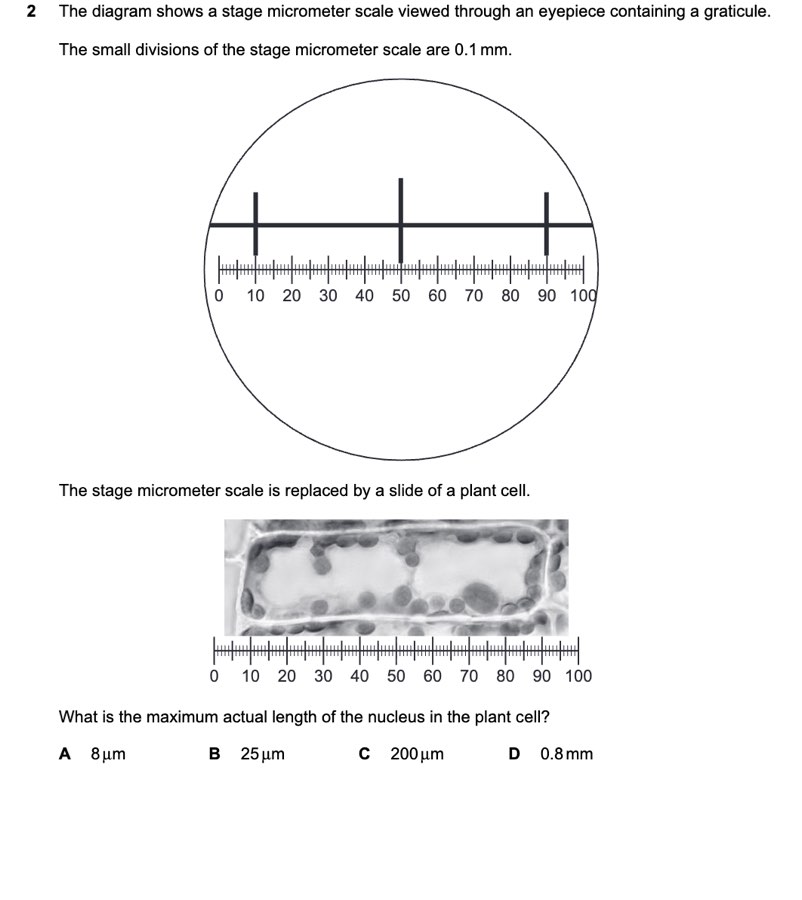 2 The diagram shows a stage micrometer scale viewed through an eyepiece containing a graticule.
The small divisions of the stage micrometer scale are 0.1 mm.
0 10 20 30 40 50 60 70 80 90 100
The stage micrometer scale is replaced by a slide of a plant cell.
0 10 20 30 40 50 60 70 80 90 100
What is the maximum actual length of the nucleus in the plant cell?
A 8 µm B 25 µm C 200 µm D 0.8 mm